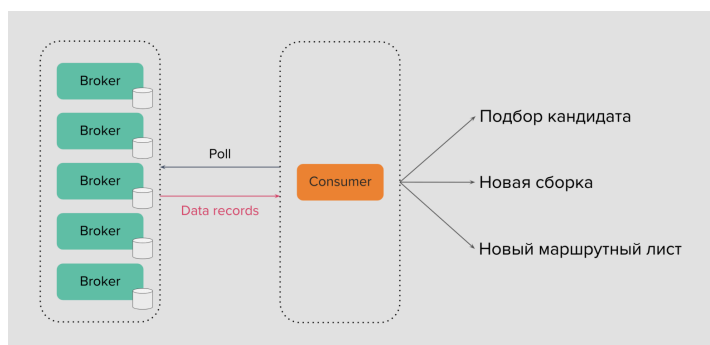 Broker
Broker
Broker
Broker
Broker
Poll
Data records
Consumer
Подбор кандидата
Новая сборка
Новый маршрутный лист